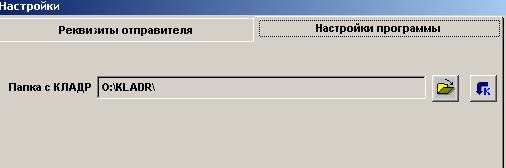 Настройки
Реквизиты отправителя
Настройки программы
Папка с КЛАДР O:\KLADR\
K